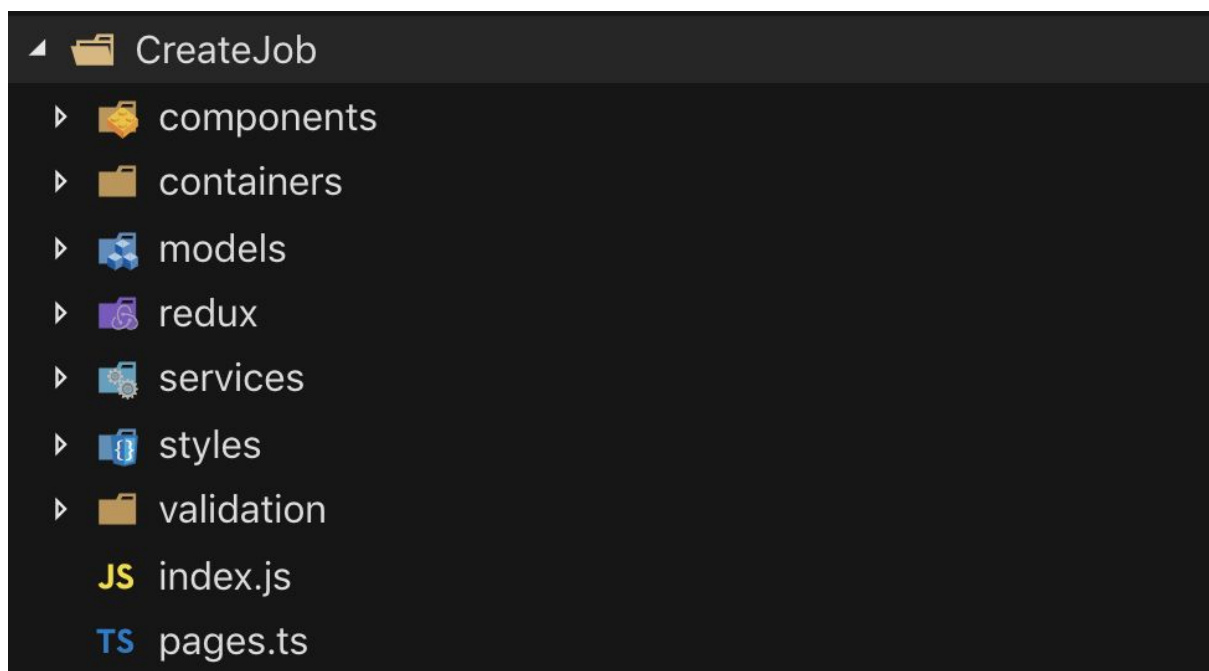 CreateJob
components
containers
models
redux
services
styles
validation
JS index.js
TS pages.ts